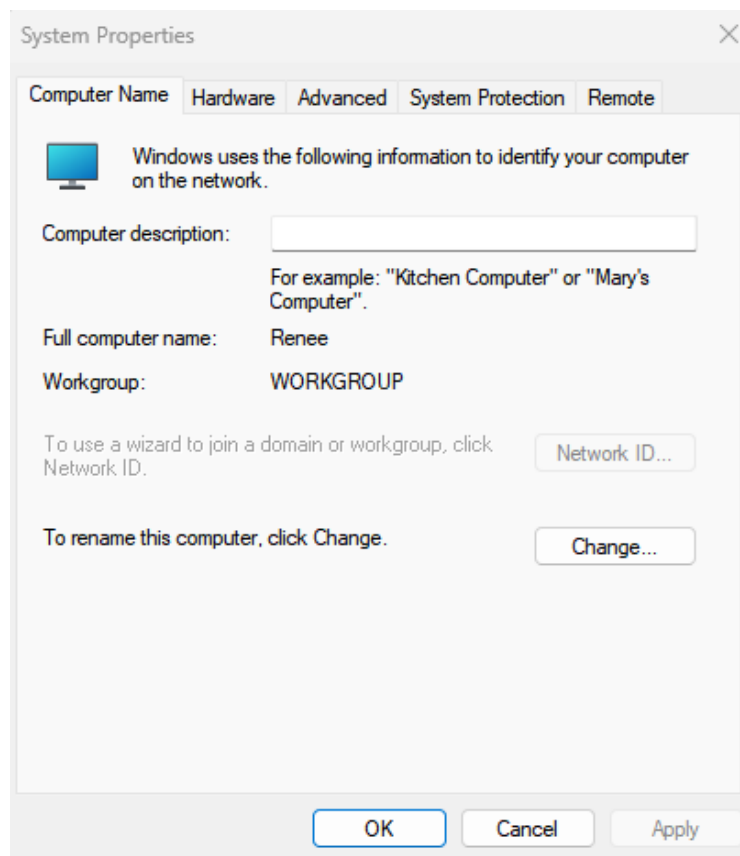 System Properties
Computer Name Hardware Advanced System Protection Remote
Windows uses the following information to identify your computer
on the network.
Computer description:
For example: "Kitchen Computer" or "Mary's
Computer".
Full computer name: Renee
Workgroup: WORKGROUP
To use a wizard to join a domain or workgroup, click
Network ID.
Network ID...
To rename this computer, click Change.
Change...
OK Cancel Apply